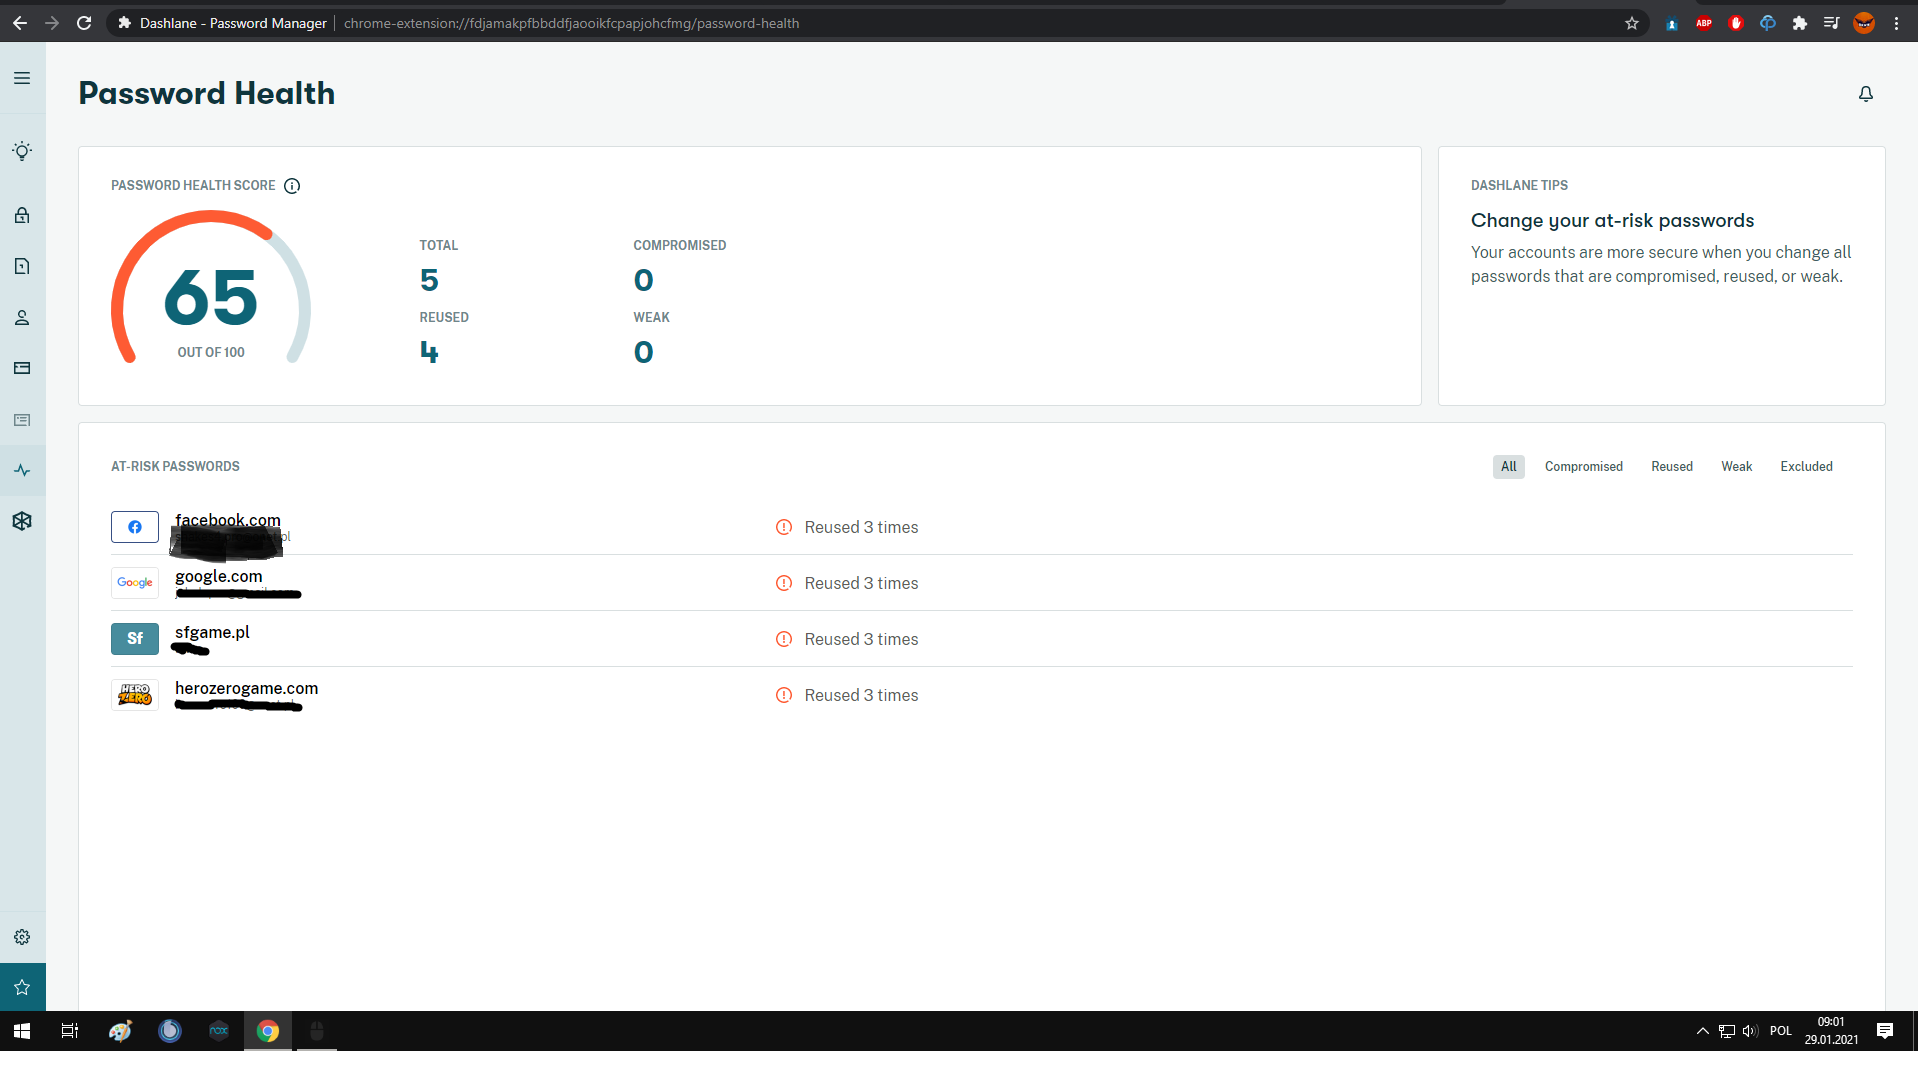 Dashlane - Password Manager
chrome-extension://fdjamakpfbbddfjaooikfcpapjohcfmg/password-health
ABP
Password Health
PASSWORD HEALTH SCORE
65
OUT OF 100
TOTAL
5
COMPROMISED
0
REUSED
4
WEAK
0
DASHLANE TIPS
Change your at-risk passwords
Your accounts are more secure when you change all
passwords that are compromised, reused, or weak.
AT-RISK PASSWORDS
All Compromised Reused Weak Excluded
facebook.com
Reused 3 times
Google
google.com
Reused 3 times
Sf
sfgame.pl
Reused 3 times
HERO
ZERO
herozerogame.com
Reused 3 times
nox
POL
09:01
29.01.2021